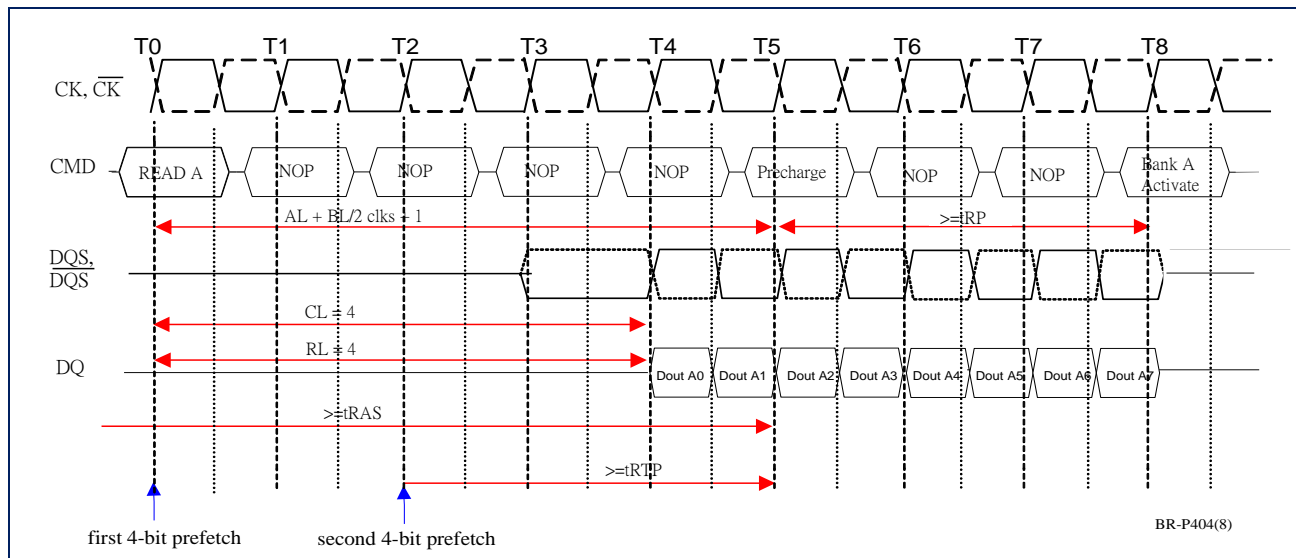 T0 T1 T2 T3 T4 T5 T6 T7 T8
CK, CK
CMD READ A NOP NOP NOP NOP Precharge NOP NOP Bank A
Activate
AL + BL/2 clks + 1 >=tRP
DQS,
DQS
CL = 4
RL = 4
DQ Dout A0 Dout A1 Dout A2 Dout A3 Dout A4 Dout A5 Dout A6 Dout A7
>=tRAS
>=tRTP
first 4-bit prefetch second 4-bit prefetch
BR-P404(8)